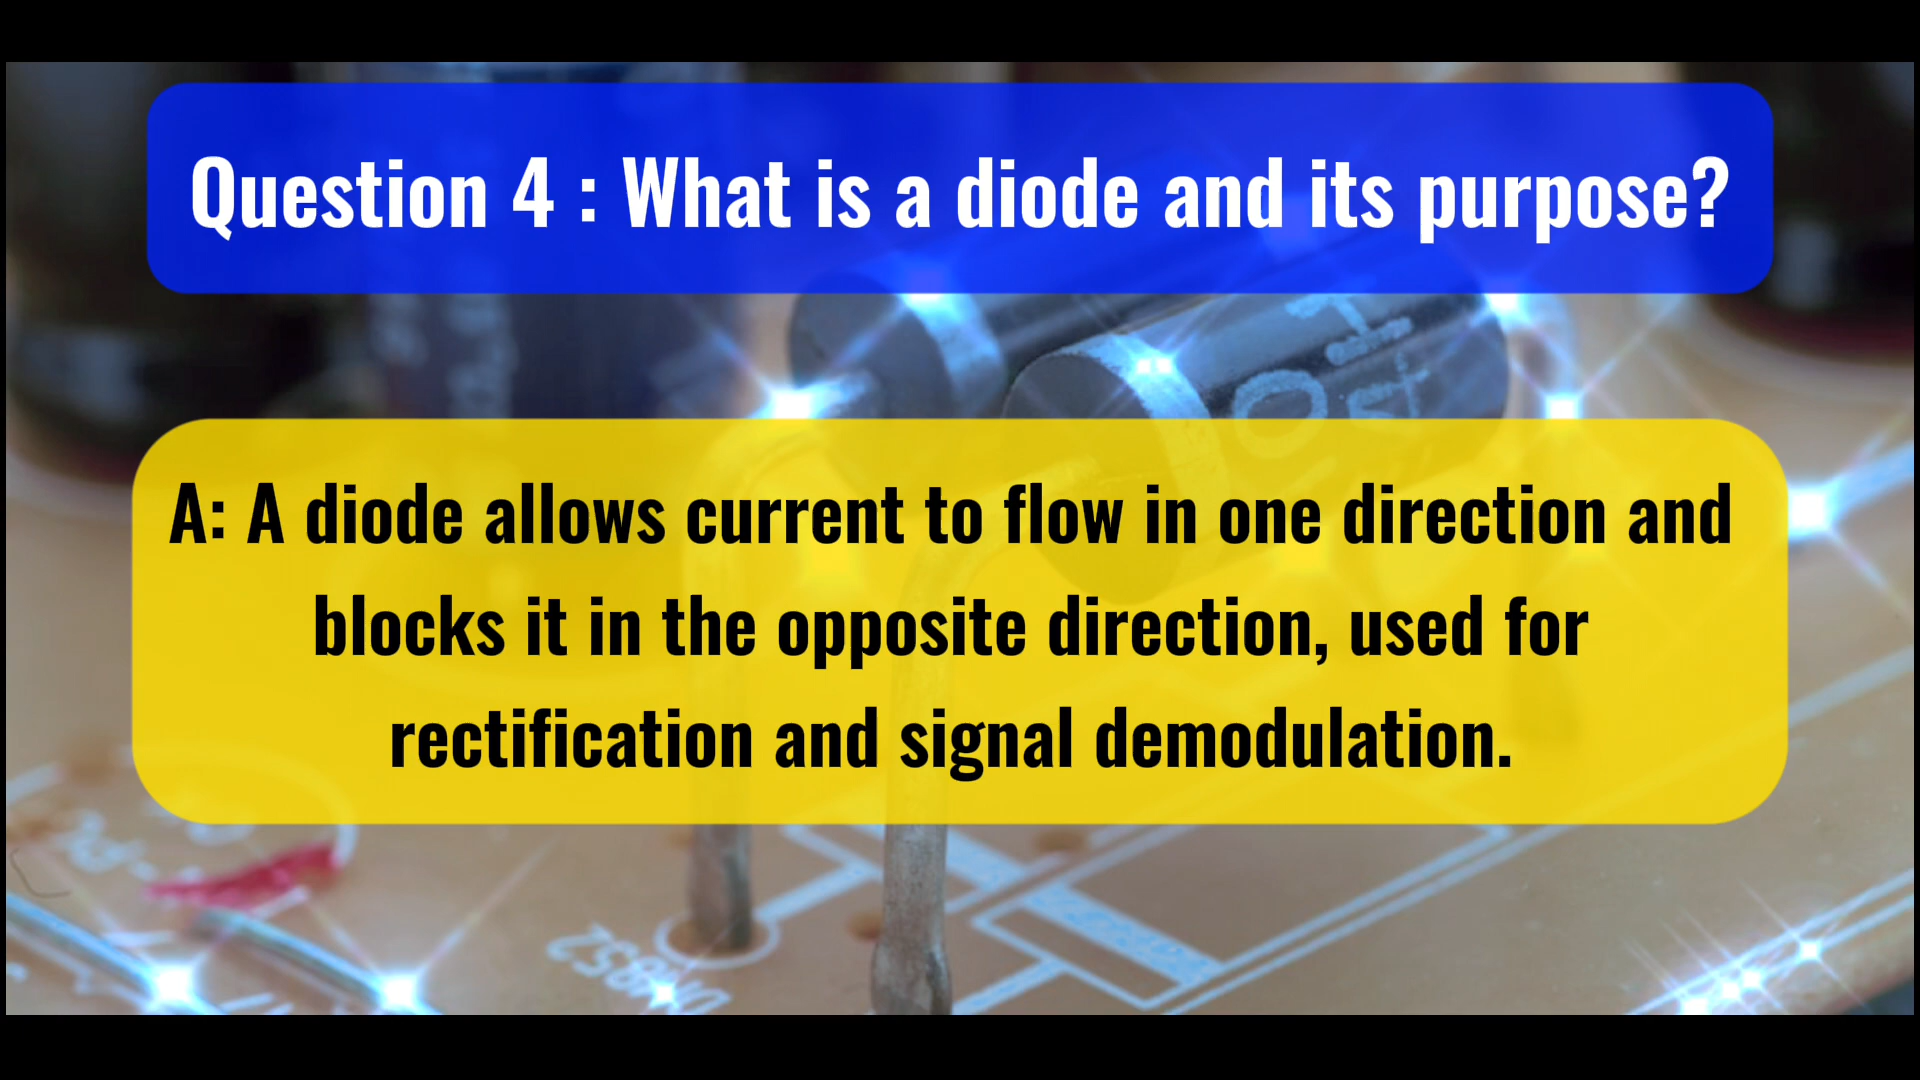 Question 4 : What is a diode and its purpose?
A: A diode allows current to flow in one direction and
blocks it in the opposite direction, used for
rectification and signal demodulation.